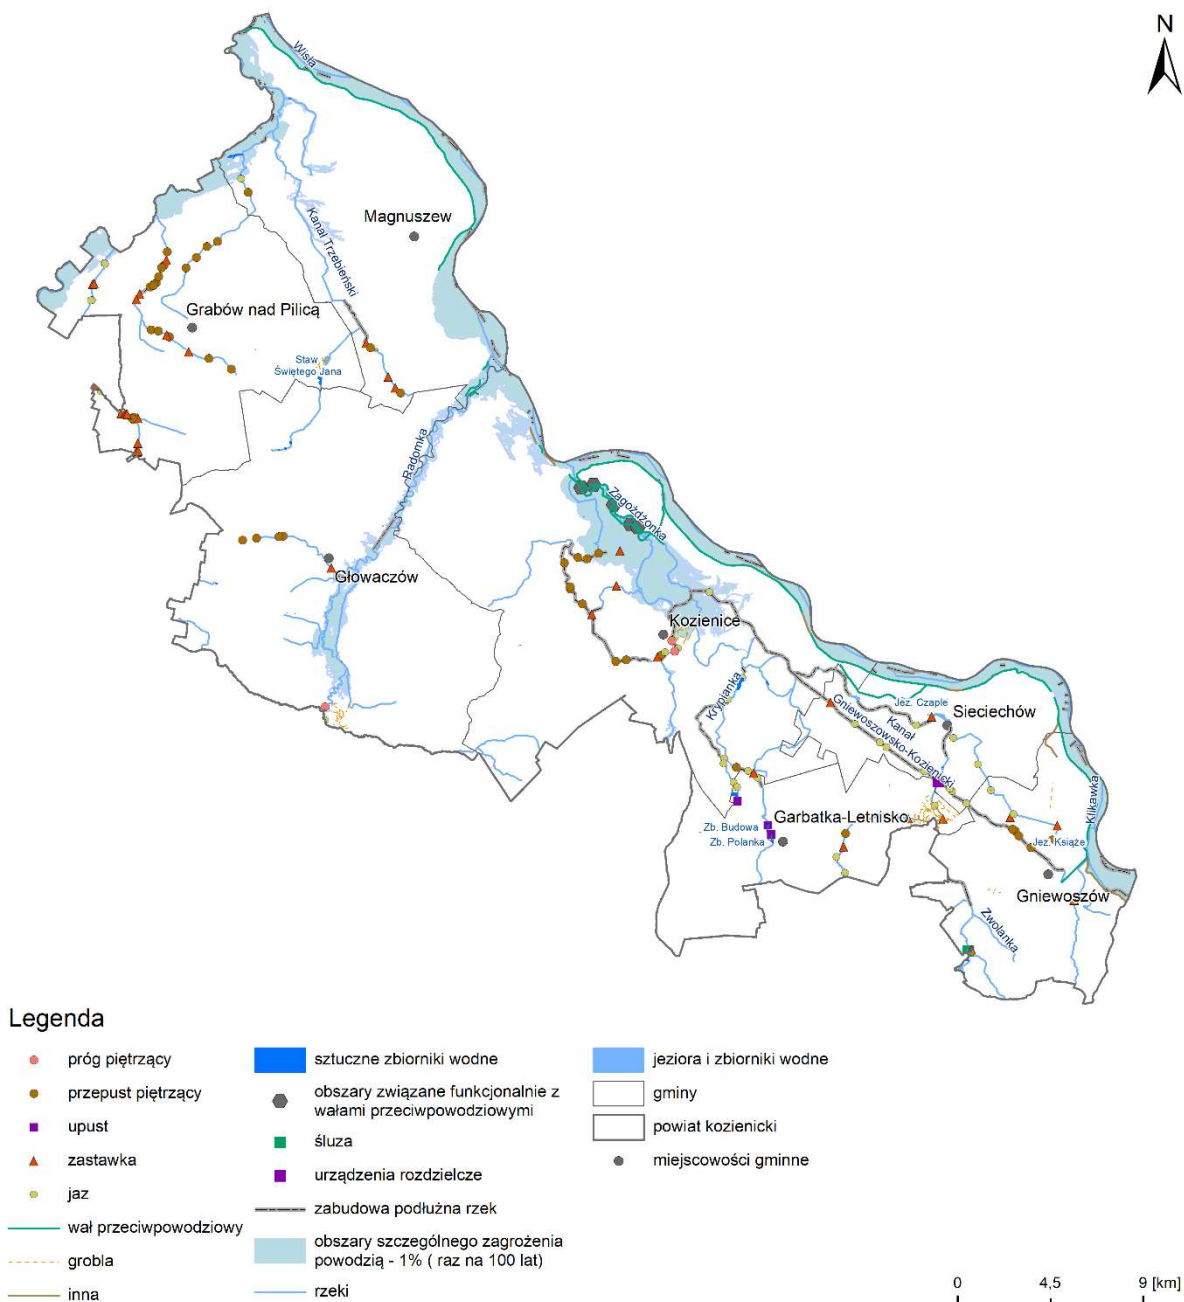 N
Wisła
Magnuszew
Kanał Trzebieński
Grabów nad Pilicą
Staw
Świętego Jana
Radomka
Zagożdżonka
Głowaczów
Kozienice
Krypianka
Jez. Czaple
Sieciechów
Kanał
Gniewoszowsko-Kozienicki
Klikawka
Garbatka-Letnisko
Zb. Budowa
Zb. Polanka
Jez. Książe
Gniewoszów
Zwolanka
Legenda
próg piętrzący
przepust piętrzący
upust
zastawka
jaz
wał przeciwpowodziowy
grobla
inna
sztuczne zbiorniki wodne
obszary związane funkcjonalnie z
wałami przeciwpowodziowymi
śluza
urządzenia rozdzielcze
zabudowa podłużna rzek
obszary szczególnego zagrożenia
powodzią - 1% ( raz na 100 lat)
rzeki
jeziora i zbiorniki wodne
gminy
powiat kozienicki
miejscowości gminne
0 4,5 9 [km]